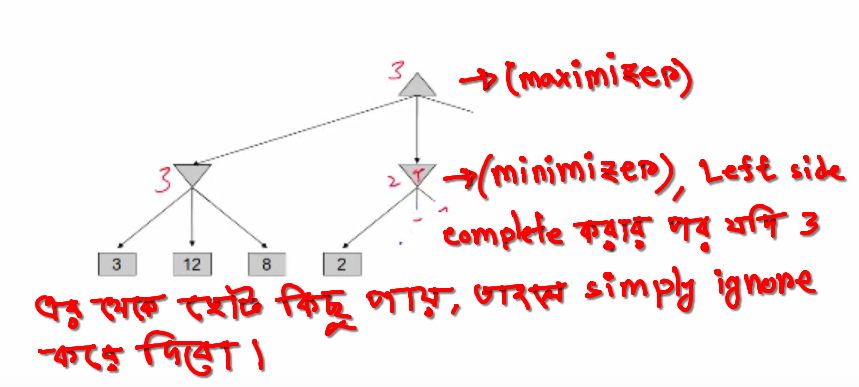 3 → (maximizer)
3
2 → (minimizer), Left side
complete করার পর যদি 3
3 12 8 2
এর থেকে ছোট কিছু পায়, তাহলে simply ignore
করে দিবো।